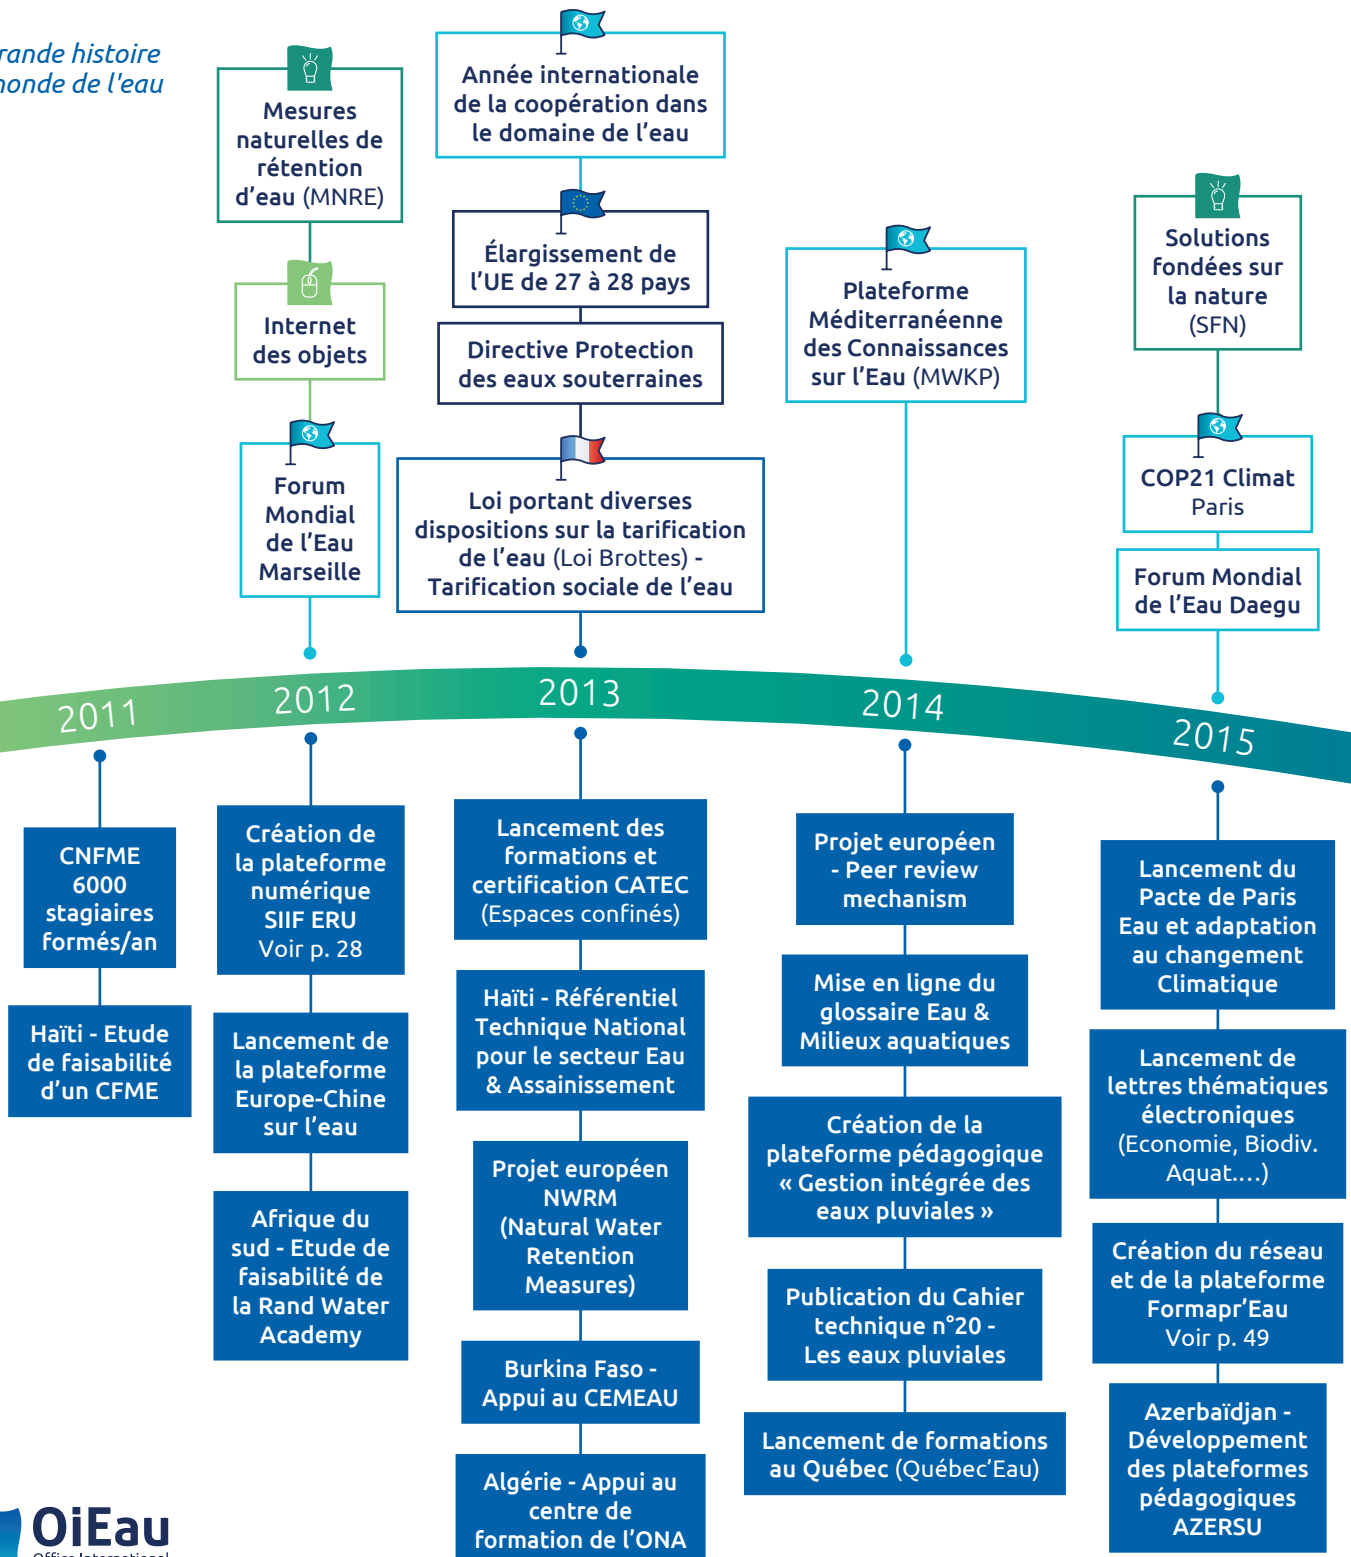 rande histoire
monde de l'eau
Mesures
naturelles de
rétention
d'eau (MNRE)
Internet
des objets
Forum
Mondial
de l'Eau
Marseille
Année internationale
de la coopération dans
le domaine de l'eau
Élargissement de
l'UE de 27 à 28 pays
Directive Protection
des eaux souterraines
Loi portant diverses
dispositions sur la tarification
de l'eau (Loi Brottes) -
Tarification sociale de l'eau
Plateforme
Méditerranéenne
des Connaissances
sur l'Eau (MWKP)
Solutions
fondées sur
la nature
(SFN)
COP21 Climat
Paris
Forum Mondial
de l'Eau Daegu
2011
2012
2013
2014
2015
CNFME
6000
stagiaires
formés/an
Haïti - Etude
de faisabilité
d'un CFME
Création de
la plateforme
numérique
SIIF ERU
Voir p. 28
Lancement de
la plateforme
Europe-Chine
sur l'eau
Afrique du
sud - Etude de
faisabilité de
la Rand Water
Academy
Lancement des
formations et
certification CATEC
(Espaces confinés)
Haïti - Référentiel
Technique National
pour le secteur Eau
& Assainissement
Projet européen
NWRM
(Natural Water
Retention
Measures)
Burkina Faso -
Appui au CEMEAU
Algérie - Appui au
centre de
formation de l'ONA
Projet européen
- Peer review
mechanism
Mise en ligne du
glossaire Eau &
Milieux aquatiques
Création de la
plateforme pédagogique
« Gestion intégrée des
eaux pluviales »
Publication du Cahier
technique n°20 -
Les eaux pluviales
Lancement de formations
au Québec (Québec'Eau)
Lancement du
Pacte de Paris
Eau et adaptation
au changement
Climatique
Lancement de
lettres thématiques
électroniques
(Economie, Biodiv.
Aquat.…)
Création du réseau
et de la plateforme
Formapr'Eau
Voir p. 49
Azerbaïdjan -
Développement
des plateformes
pédagogiques
AZERSU
OiEau
Office International